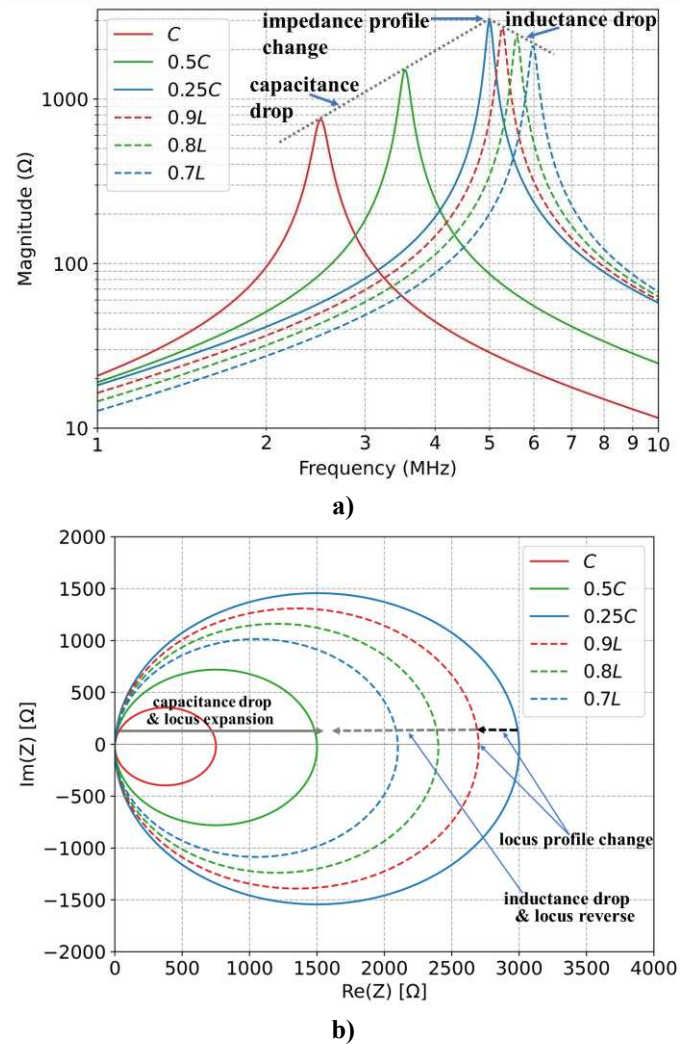 impedance profile
change
inductance drop
capacitance
drop
C
0.5C
0.25C
0.9L
0.8L
0.7L
Magnitude (Ω)
1000
100
10
1
2
3
4
5
6
7
8
9
10
Frequency (MHz)
a)
2000
1500
1000
500
0
−500
−1000
−1500
−2000
Im(Z) [Ω]
C
0.5C
0.25C
0.9L
0.8L
0.7L
capacitance drop
& locus expansion
locus profile change
inductance drop
& locus reverse
0
500
1000
1500
2000
2500
3000
3500
4000
Re(Z) [Ω]
b)